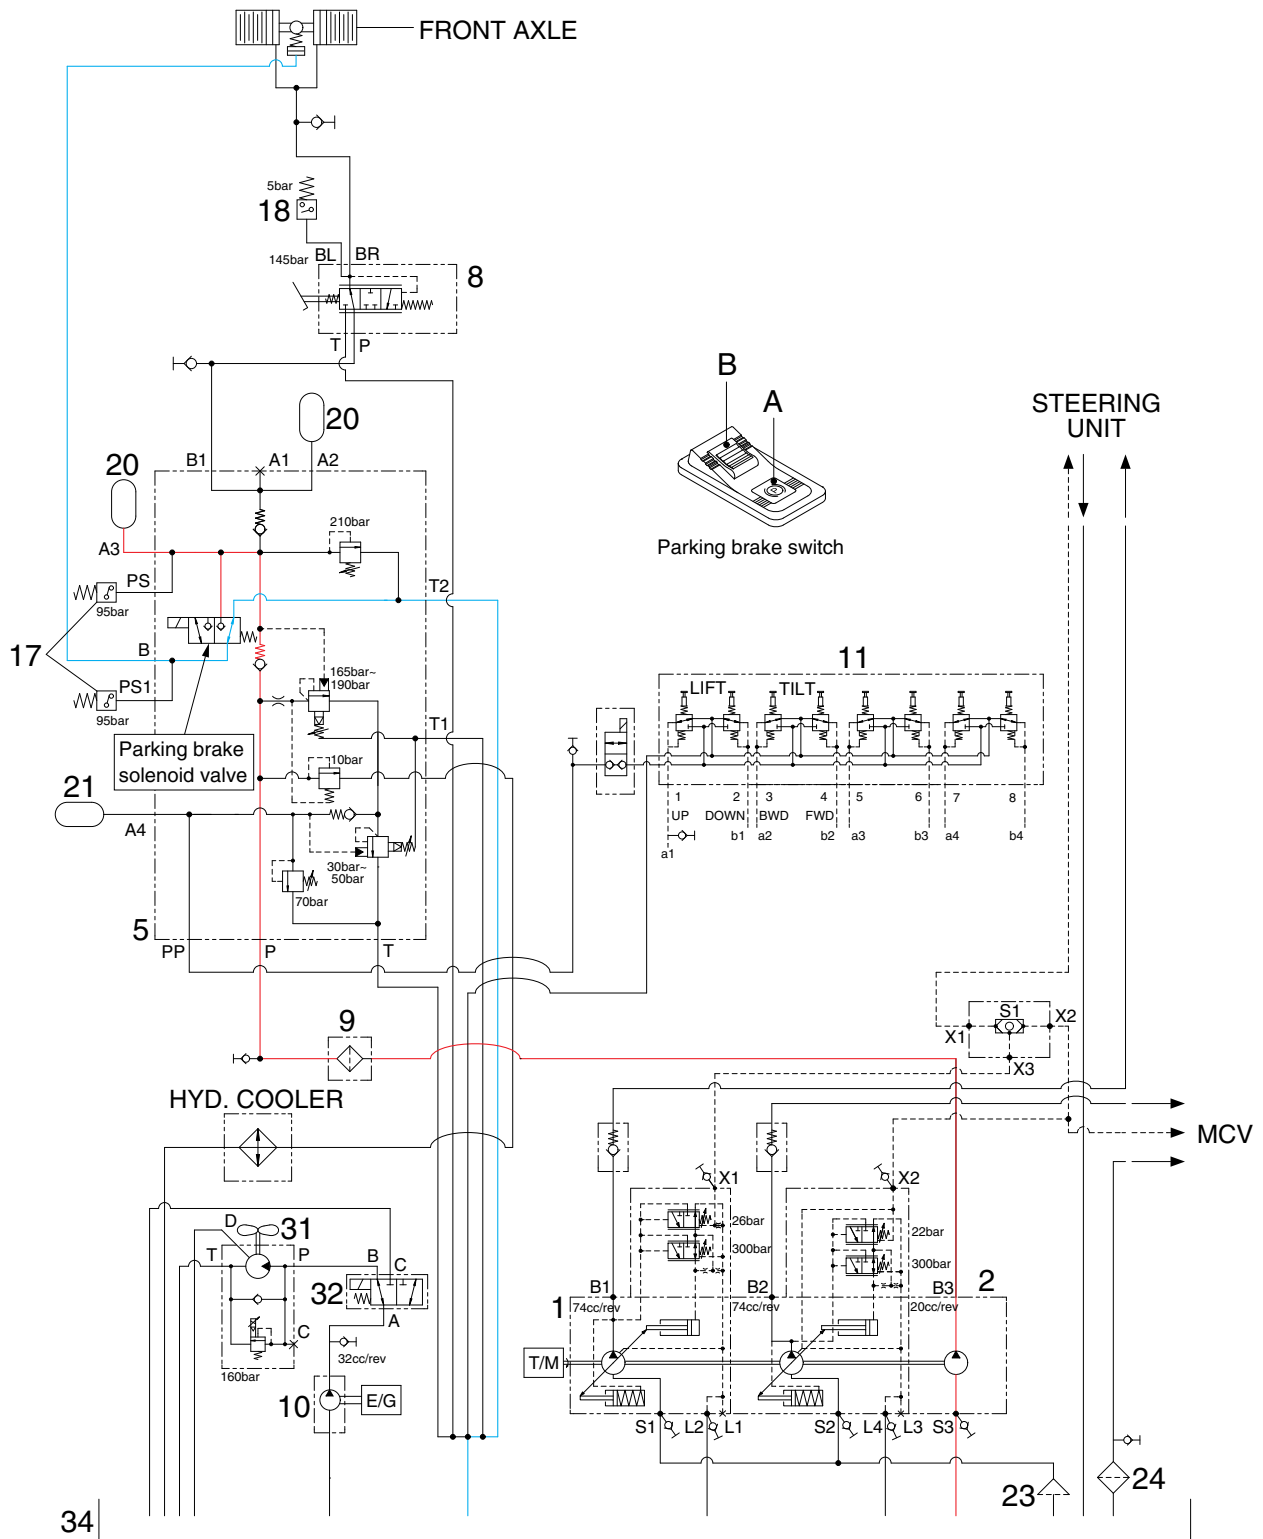 FRONT AXLE
5bar
18
BL BR
145bar
8
T P
B
A
20
20
STEERING
UNIT
B1 A1 A2
210bar
Parking brake switch
A3
PS
95bar
T2
17
B
PS1
95bar
165bar~
190bar
11
LIFT TILT
T1
Parking brake
solenoid valve
10bar
21
A4
1 2 3 4 5 6 7 8
UP DOWN BWD FWD
a1 b1 a2 b2 a3 b3 a4 b4
30bar~
50bar
70bar
5
PP P T
9
S1
X1 X2
X3
HYD. COOLER
MCV
X1 X2
D 31
T P
B C
26bar
22bar
300bar
300bar
32
A
C
B1 B2 B3 2
1 74cc/rev 74cc/rev 20cc/rev
32cc/rev
160bar
T/M
10 E/G
S1 L2 L1 S2 L4 L3 S3
23 24
34